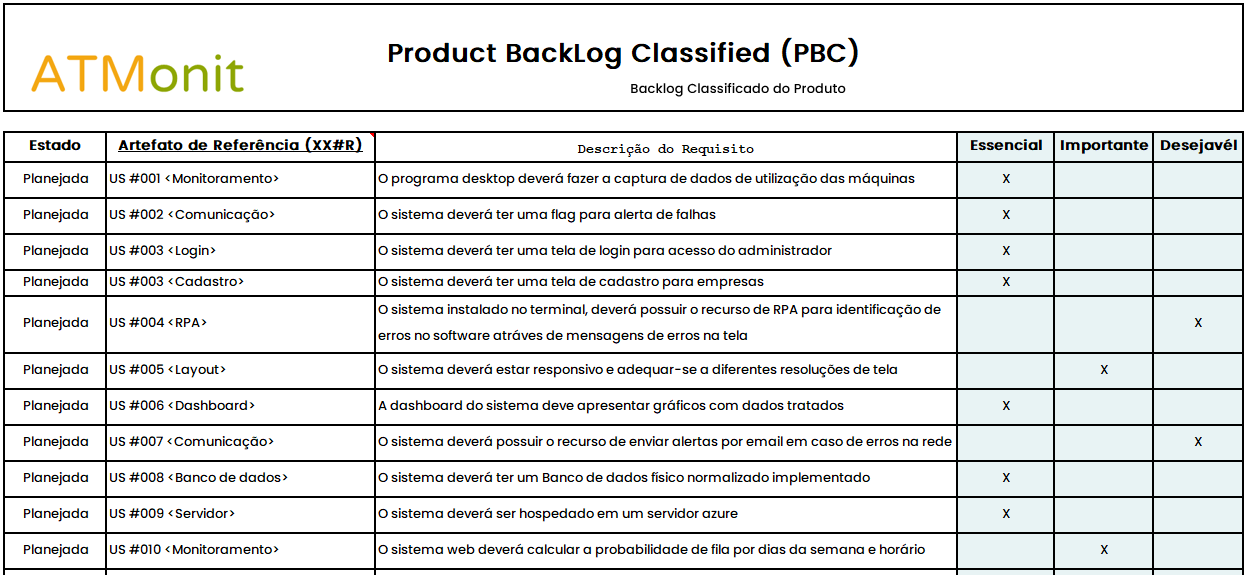 Product BackLog Classified (PBC)
ATMonit
Backlog Classificado do Produto
Estado Artefato de Referência (XX#R) Descrição do Requisito Essencial Importante Desejavél
Planejada US #001 <Monitoramento> O programa desktop deverá fazer a captura de dados de utilização das máquinas X
Planejada US #002 <Comunicação> O sistema deverá ter uma flag para alerta de falhas X
Planejada US #003 <Login> O sistema deverá ter uma tela de login para acesso do administrador X
Planejada US #003 <Cadastro> O sistema deverá ter uma tela de cadastro para empresas X
Planejada US #004 <RPA> O sistema instalado no terminal, deverá possuir o recurso de RPA para identificação de
erros no software atráves de mensagens de erros na tela X
Planejada US #005 <Layout> O sistema deverá estar responsivo e adequar-se a diferentes resoluções de tela X
Planejada US #006 <Dashboard> A dashboard do sistema deve apresentar gráficos com dados tratados X
Planejada US #007 <Comunicação> O sistema deverá possuir o recurso de enviar alertas por email em caso de erros na rede X
Planejada US #008 <Banco de dados> O sistema deverá ter um Banco de dados físico normalizado implementado X
Planejada US #009 <Servidor> O sistema deverá ser hospedado em um servidor azure X
Planejada US #010 <Monitoramento> O sistema web deverá calcular a probabilidade de fila por dias da semana e horário X